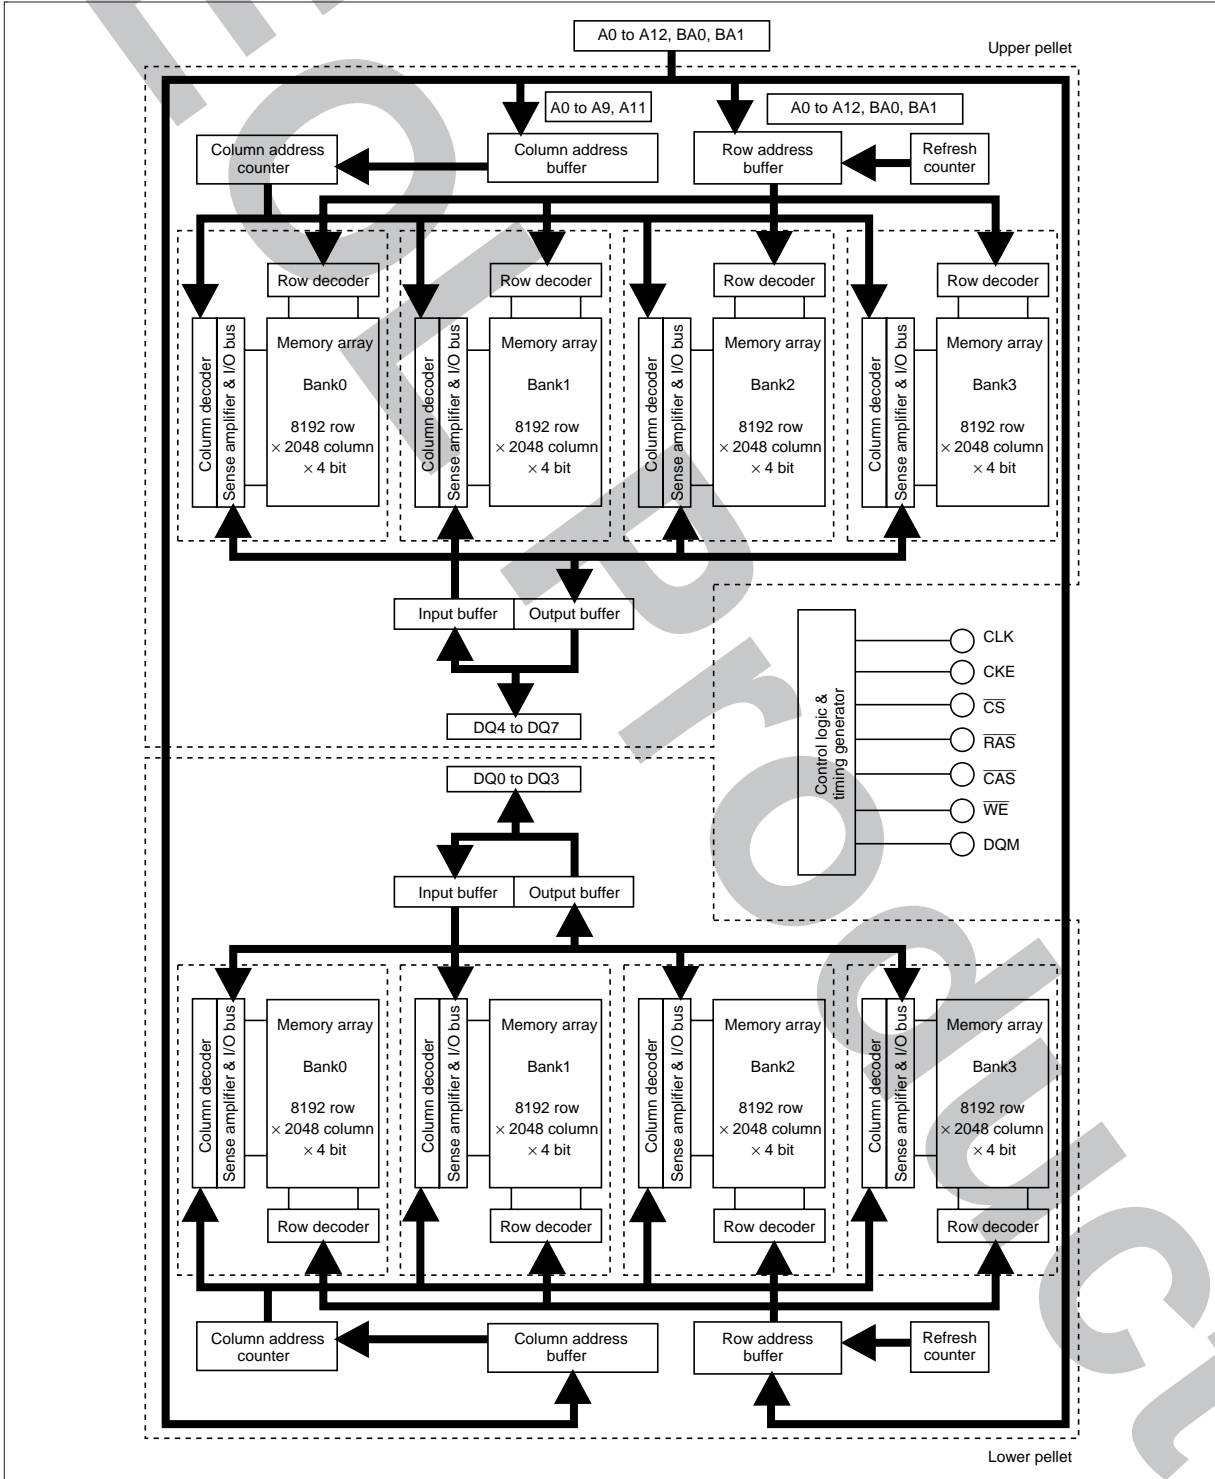 A0 to A12, BA0, BA1
Upper pellet
A0 to A9, A11
A0 to A12, BA0, BA1
Column address
counter
Column address
buffer
Row address
buffer
Refresh
counter
Row decoder
Row decoder
Row decoder
Row decoder
Column decoder
Sense amplifier & I/O bus
Memory array
Bank0
8192 row
× 2048 column
× 4 bit
Column decoder
Sense amplifier & I/O bus
Memory array
Bank1
8192 row
× 2048 column
× 4 bit
Column decoder
Sense amplifier & I/O bus
Memory array
Bank2
8192 row
× 2048 column
× 4 bit
Column decoder
Sense amplifier & I/O bus
Memory array
Bank3
8192 row
× 2048 column
× 4 bit
Input buffer
Output buffer
DQ4 to DQ7
Control logic &
timing generator
CLK
CKE
C̅S̅
R̅A̅S̅
C̅A̅S̅
W̅E̅
DQM
DQ0 to DQ3
Input buffer
Output buffer
Column decoder
Sense amplifier & I/O bus
Memory array
Bank0
8192 row
× 2048 column
× 4 bit
Column decoder
Sense amplifier & I/O bus
Memory array
Bank1
8192 row
× 2048 column
× 4 bit
Column decoder
Sense amplifier & I/O bus
Memory array
Bank2
8192 row
× 2048 column
× 4 bit
Column decoder
Sense amplifier & I/O bus
Memory array
Bank3
8192 row
× 2048 column
× 4 bit
Row decoder
Row decoder
Row decoder
Row decoder
Column address
counter
Column address
buffer
Row address
buffer
Refresh
counter
Lower pellet
EOL Product